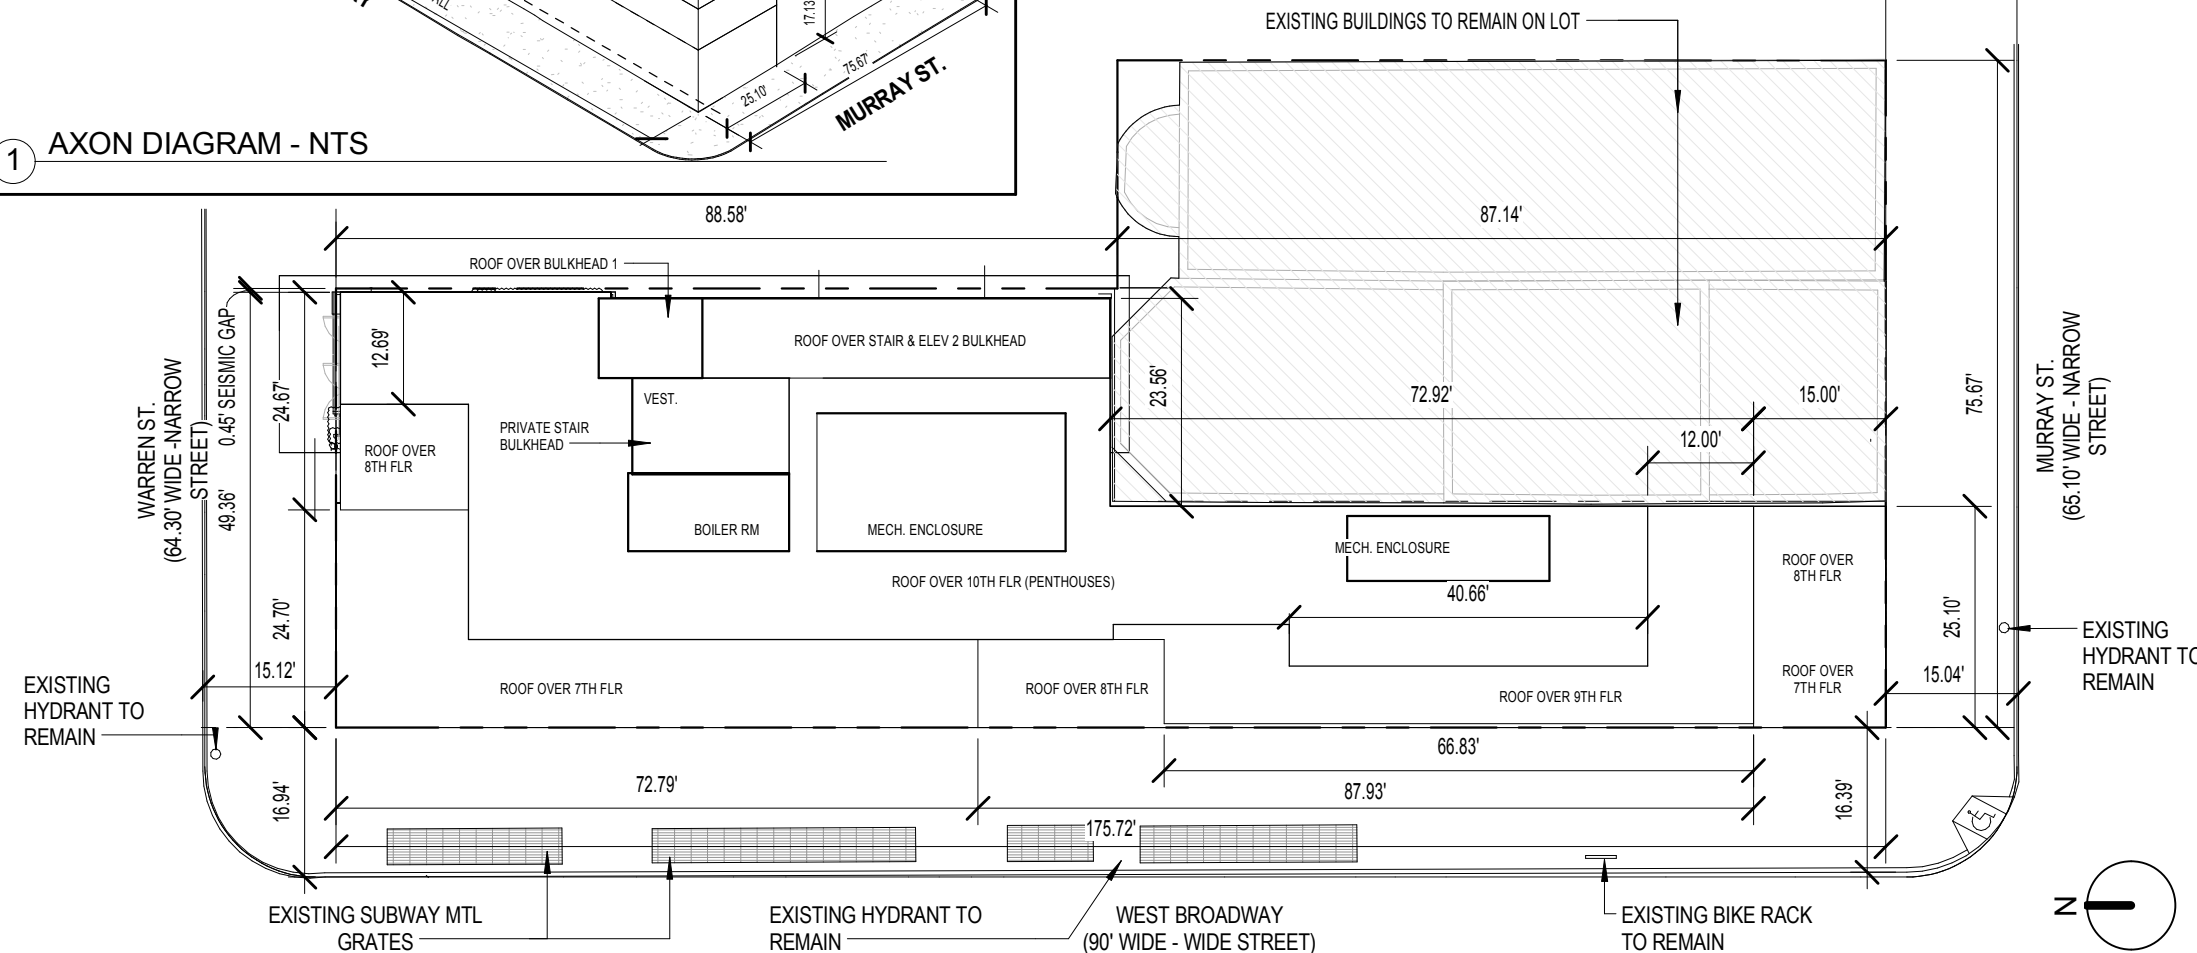 17.13'
75.67'
25.10'
MURRAY ST.
1
AXON DIAGRAM - NTS
EXISTING BUILDINGS TO REMAIN ON LOT
88.58'
87.14'
ROOF OVER BULKHEAD 1
ROOF OVER STAIR & ELEV 2 BULKHEAD
12.69'
24.67'
0.45' SEISMIC GAP
49.36'
WARREN ST.
(64.30' WIDE -NARROW
STREET)
ROOF OVER
8TH FLR
PRIVATE STAIR
BULKHEAD
VEST.
BOILER RM
MECH. ENCLOSURE
23.56'
72.92'
15.00'
12.00'
75.67'
MURRAY ST.
(65.10' WIDE - NARROW
STREET)
MECH. ENCLOSURE
40.66'
ROOF OVER 10TH FLR (PENTHOUSES)
ROOF OVER
8TH FLR
25.10'
24.70'
15.12'
EXISTING
HYDRANT TO
REMAIN
ROOF OVER 7TH FLR
ROOF OVER 8TH FLR
ROOF OVER 9TH FLR
ROOF OVER
7TH FLR
15.04'
EXISTING
HYDRANT TO
REMAIN
66.83'
72.79'
87.93'
16.94'
16.39'
175.72'
EXISTING SUBWAY MTL
GRATES
EXISTING HYDRANT TO
REMAIN
WEST BROADWAY
(90' WIDE - WIDE STREET)
EXISTING BIKE RACK
TO REMAIN
N